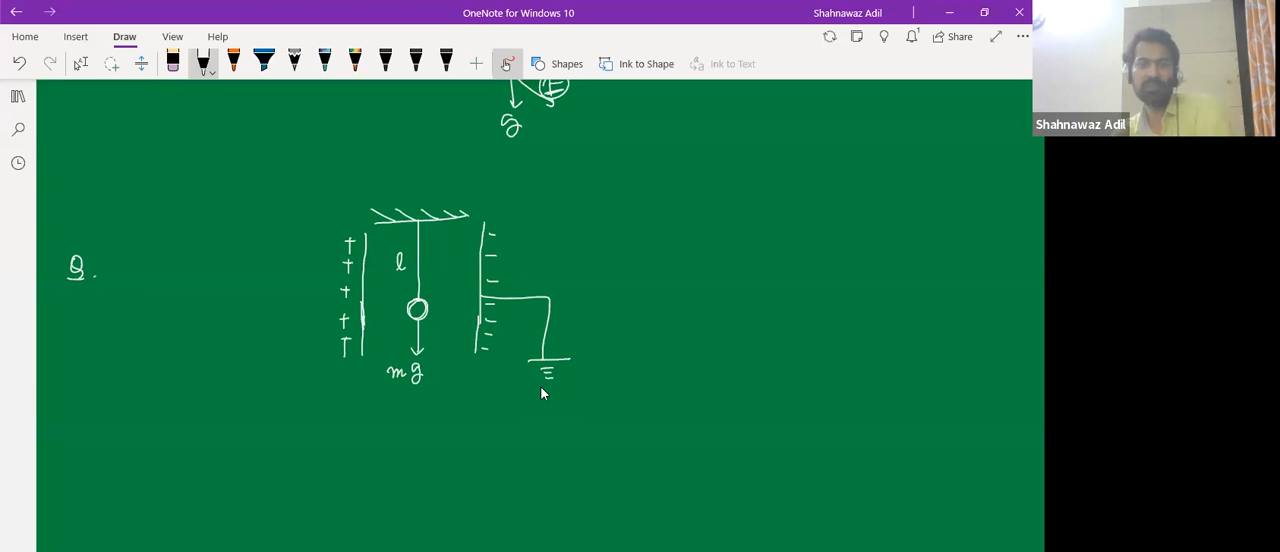 OneNote for Windows 10
Shahnawaz Adil
Home Insert Draw View Help
Share
Shapes
Ink to Shape
Ink to Text
Shahnawaz Adil
E
g
Q.
l
+ + + + +
mg